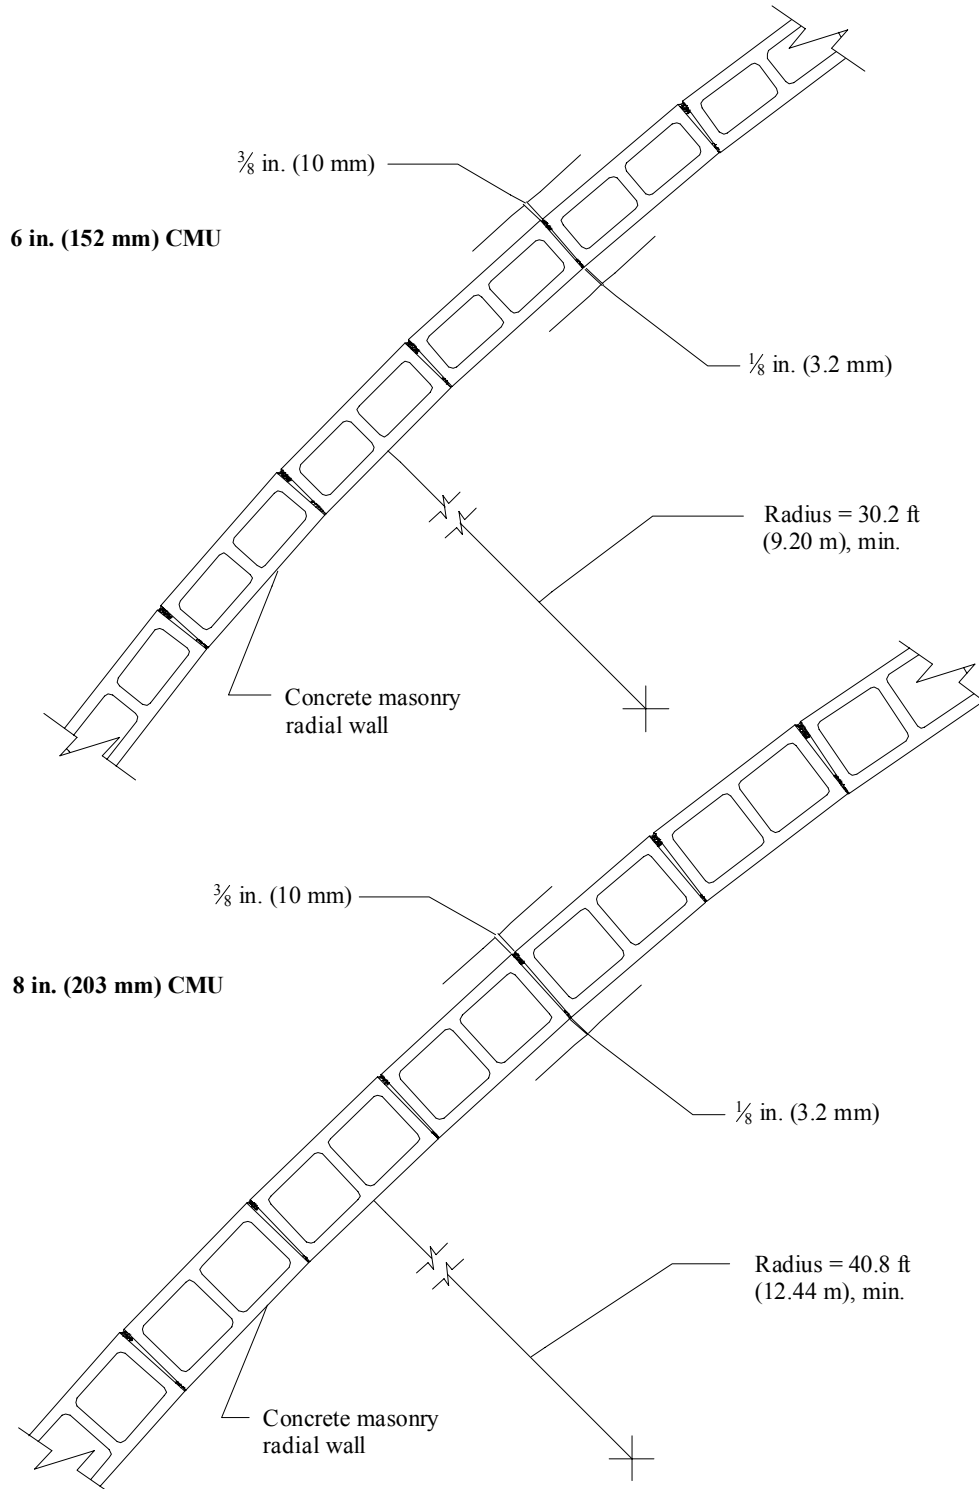 ⅜ in. (10 mm)
6 in. (152 mm) CMU
⅛ in. (3.2 mm)
Radius = 30.2 ft
(9.20 m), min.
Concrete masonry
radial wall
⅜ in. (10 mm)
8 in. (203 mm) CMU
⅛ in. (3.2 mm)
Radius = 40.8 ft
(12.44 m), min.
Concrete masonry
radial wall